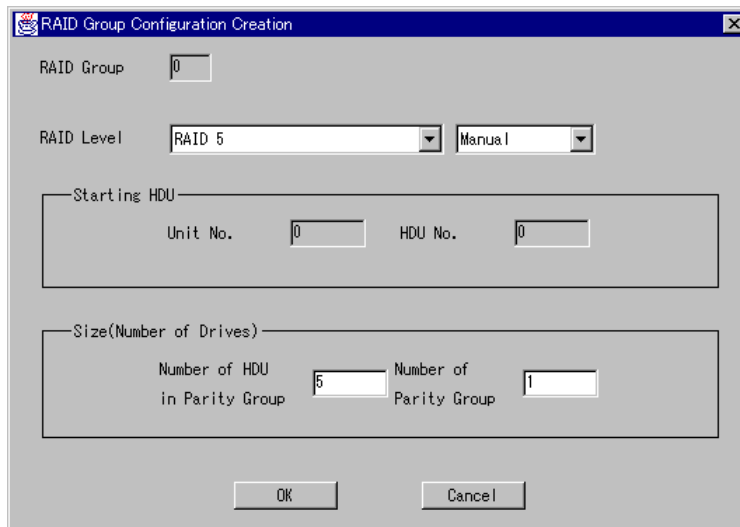 RAID Group Configuration Creation
RAID Group 0
RAID Level RAID 5 Manual
Starting HDU
Unit No. 0 HDU No. 0
Size(Number of Drives)
Number of HDU in Parity Group 5 Number of Parity Group 1
OK Cancel